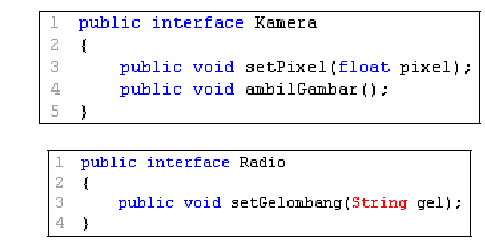 1 public interface Kamera
2 {
3 public void setPixel(float pixel);
4 public void ambilGambar();
5 }
1 public interface Radio
2 {
3 public void setGelombang(String gel);
4 }